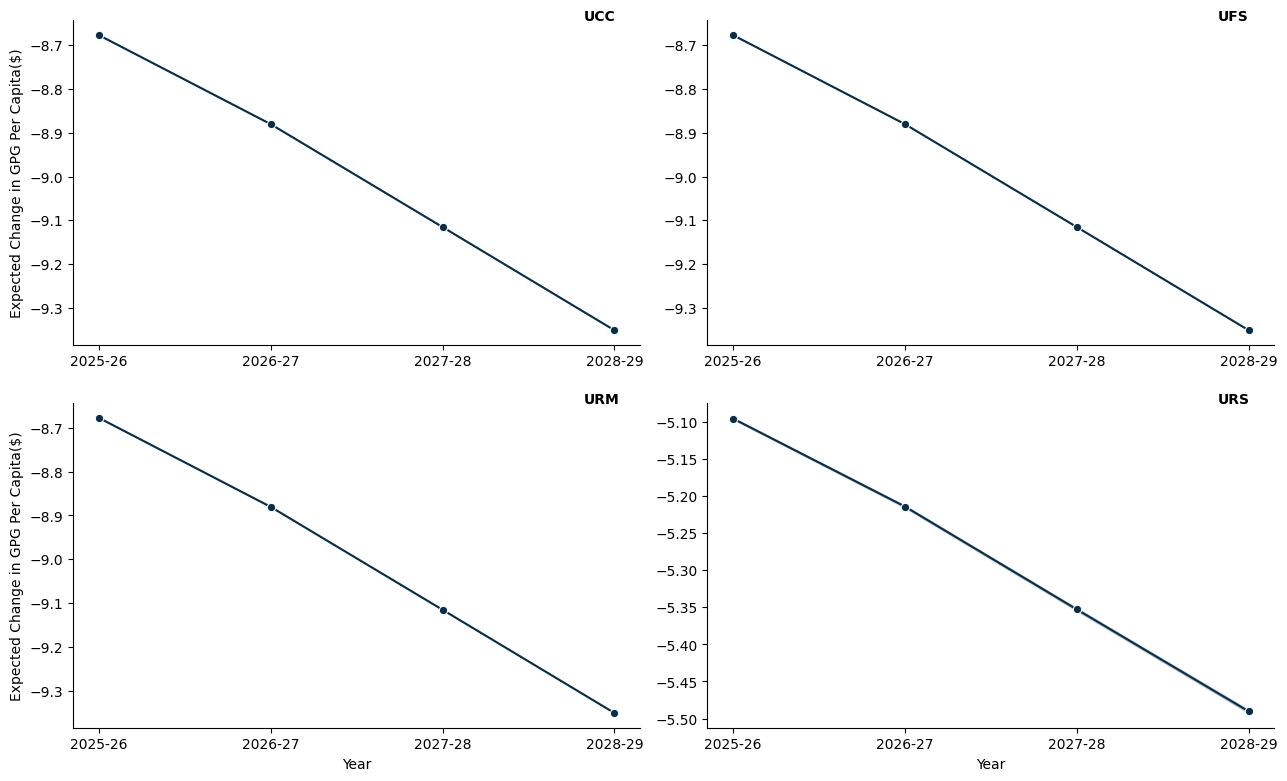 UCC
Expected Change in GPG Per Capita($)
−8.7
−8.8
−8.9
−9.0
−9.1
−9.2
−9.3
2025-26 2026-27 2027-28 2028-29
UFS
−8.7
−8.8
−8.9
−9.0
−9.1
−9.2
−9.3
2025-26 2026-27 2027-28 2028-29
URM
Expected Change in GPG Per Capita($)
−8.7
−8.8
−8.9
−9.0
−9.1
−9.2
−9.3
2025-26 2026-27 2027-28 2028-29
Year
URS
−5.10
−5.15
−5.20
−5.25
−5.30
−5.35
−5.40
−5.45
−5.50
2025-26 2026-27 2027-28 2028-29
Year